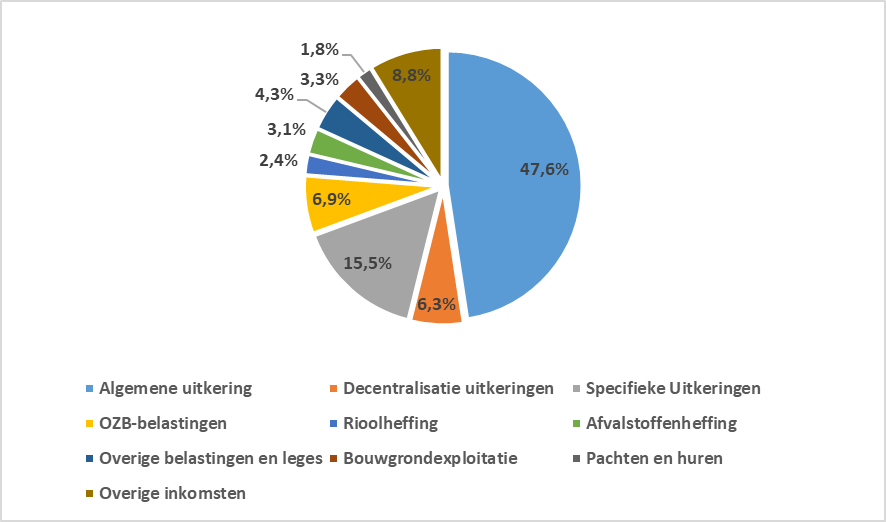 1,8%
8,8%
3,3%
4,3%
3,1%
47,6%
2,4%
6,9%
15,5%
6,3%
Algemene uitkering
Decentralisatie uitkeringen
Specifieke Uitkeringen
OZB-belastingen
Rioolheffing
Afvalstoffenheffing
Overige belastingen en leges
Bouwgrondexploitatie
Pachten en huren
Overige inkomsten